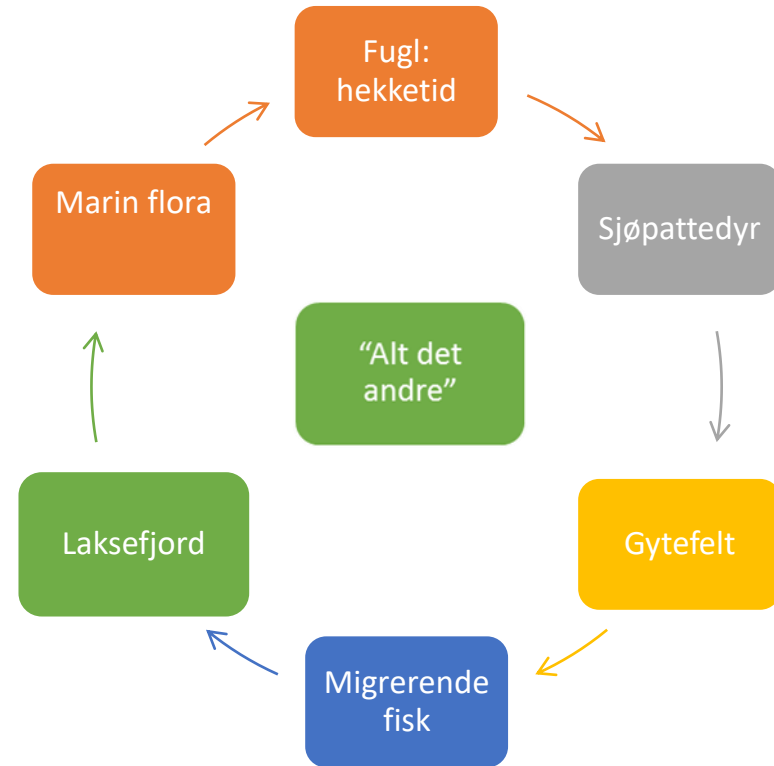 Fugl:
hekketid
Marin flora
Sjøpattedyr
“Alt det
andre”
Laksefjord
Gytefelt
Migrerende
fisk